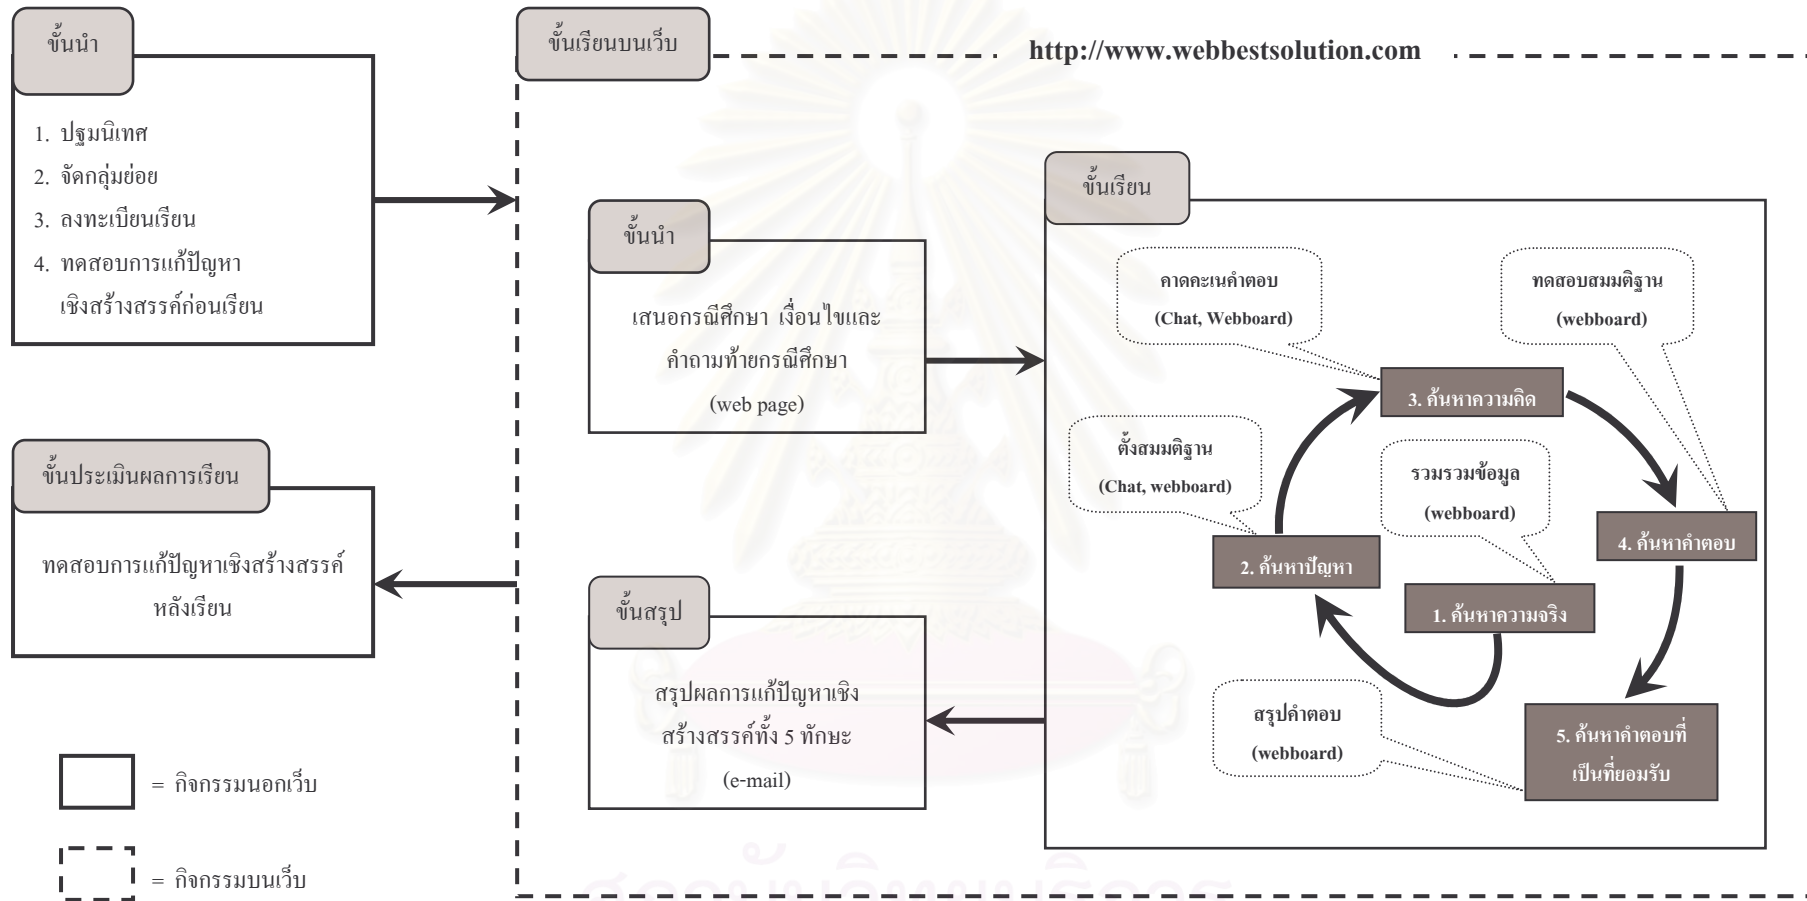 ขั้นนำ
1. ปฐมนิเทศ
2. จัดกลุ่มย่อย
3. ลงทะเบียนเรียน
4. ทดสอบการแก้ปัญหา
เชิงสร้างสรรค์ก่อนเรียน
ขั้นประเมินผลการเรียน
ทดสอบการแก้ปัญหาเชิงสร้างสรรค์
หลังเรียน
= กิจกรรมนอกเว็บ
= กิจกรรมบนเว็บ
ขั้นเรียนบนเว็บ
http://www.webbestsolution.com
ขั้นนำ
เสนอกรณีศึกษา เงื่อนไขและ
คำถามท้ายกรณีศึกษา
(web page)
ขั้นสรุป
สรุปผลการแก้ปัญหาเชิง
สร้างสรรค์ทั้ง 5 ทักษะ
(e-mail)
ขั้นเรียน
คาดคะเนคำตอบ
(Chat, Webboard)
ทดสอบสมมติฐาน
(webboard)
3. ค้นหาความคิด
ตั้งสมมติฐาน
(Chat, webboard)
รวมรวมข้อมูล
(webboard)
4. ค้นหาคำตอบ
2. ค้นหาปัญหา
1. ค้นหาความจริง
สรุปคำตอบ
(webboard)
5. ค้นหาคำตอบที่
เป็นที่ยอมรับ
สถาบันวิทยบริการ